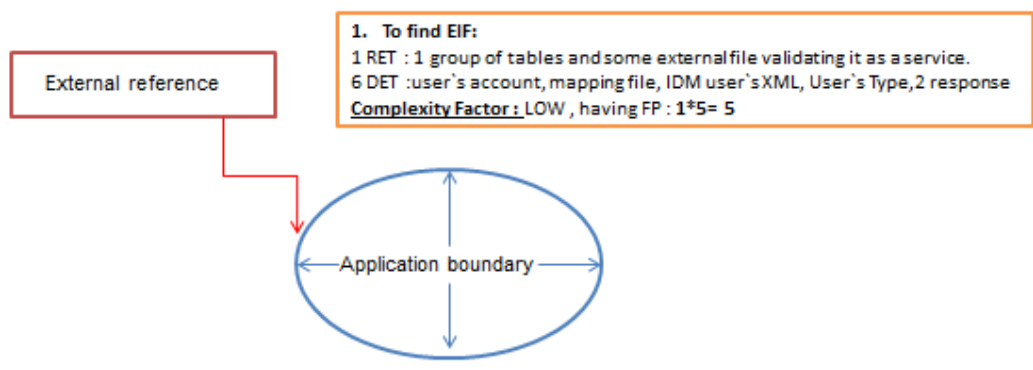 1. To find EIF:
1 RET : 1 group of tables and some external file validating it as a service.
6 DET :user`s account, mapping file, IDM user`s XML, User`s Type,2 response
Complexity Factor : LOW , having FP : 1*5= 5
External reference
Application boundary